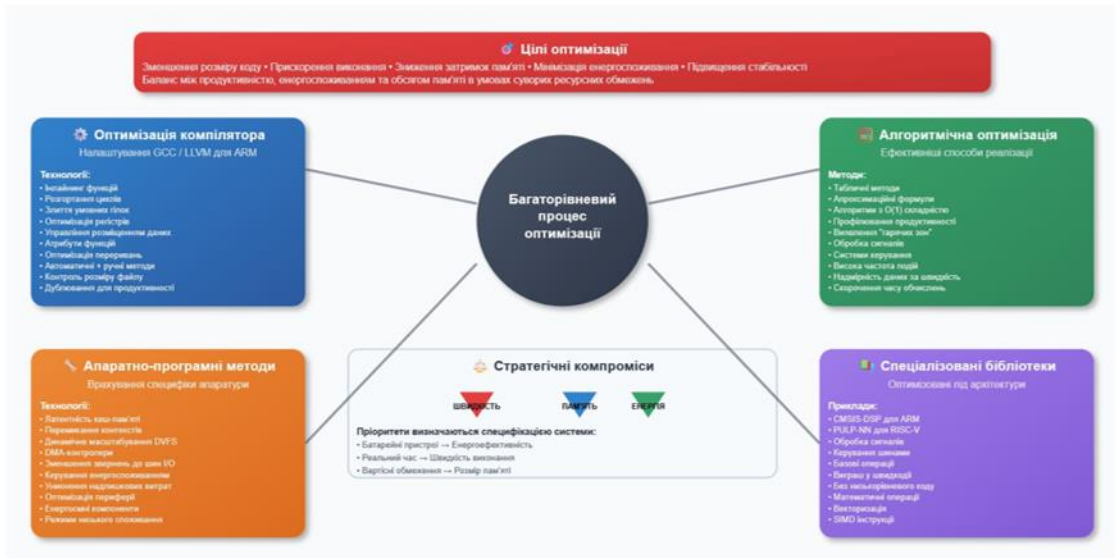 Цілі оптимізації
Зменшення розміру коду • Прискорення виконання • Зниження затримок пам'яті • Мінімізація енергоспоживання • Підвищення стабільності
Баланс між продуктивністю, енергоспоживанням та обсягом пам'яті в умовах суворих ресурсних обмежень
Оптимізація компілятора
Налаштування GCC / LLVM для ARM
Технології:
• Інлайнинг функцій
• Розгортання циклів
• Злиття умовних гілок
• Оптимізація регістрів
• Управління розміщенням даних
• Атрибути функцій
• Оптимізація переривань
• Автоматичні + ручні методи
• Контроль розміру файлу
• Дублювання для продуктивності
Багаторівневий
процес
оптимізації
Алгоритмічна оптимізація
Ефективніші способи реалізації
Методи:
• Табличні методи
• Апроксимаційні формули
• Алгоритми з O(1) складністю
• Профілювання продуктивності
• Виявлення "гарячих зон"
• Обробка сигналів
• Системи керування
• Висока частота подій
• Надмірність даних за швидкість
• Скорочення часу обчислень
Апаратно-програмні методи
Врахування специфіки апаратури
Технології:
• Латентність кеш-пам'яті
• Перемикання контекстів
• Динамічне масштабування DVFS
• DMA-контролери
• Зменшення звернень до шин I/O
• Керування енергоспоживанням
• Уникнення надлишкових витрат
• Оптимізація периферії
• Енергоємні компоненти
• Режими низького споживання
Стратегічні компроміси
ШВИДКІСТЬ ПАМ'ЯТЬ ЕНЕРГІЯ
Пріоритети визначаються специфікацією системи:
• Батарейні пристрої → Енергоефективність
• Реальний час → Швидкість виконання
• Вартісні обмеження → Розмір пам'яті
Спеціалізовані бібліотеки
Оптимізовані під архітектури
Приклади:
• CMSIS-DSP для ARM
• PULP-NN для RISC-V
• Обробка сигналів
• Керування шинами
• Базові операції
• Виграш у швидкодії
• Без низькорівневого коду
• Математичні операції
• Векторизація
• SIMD інструкції